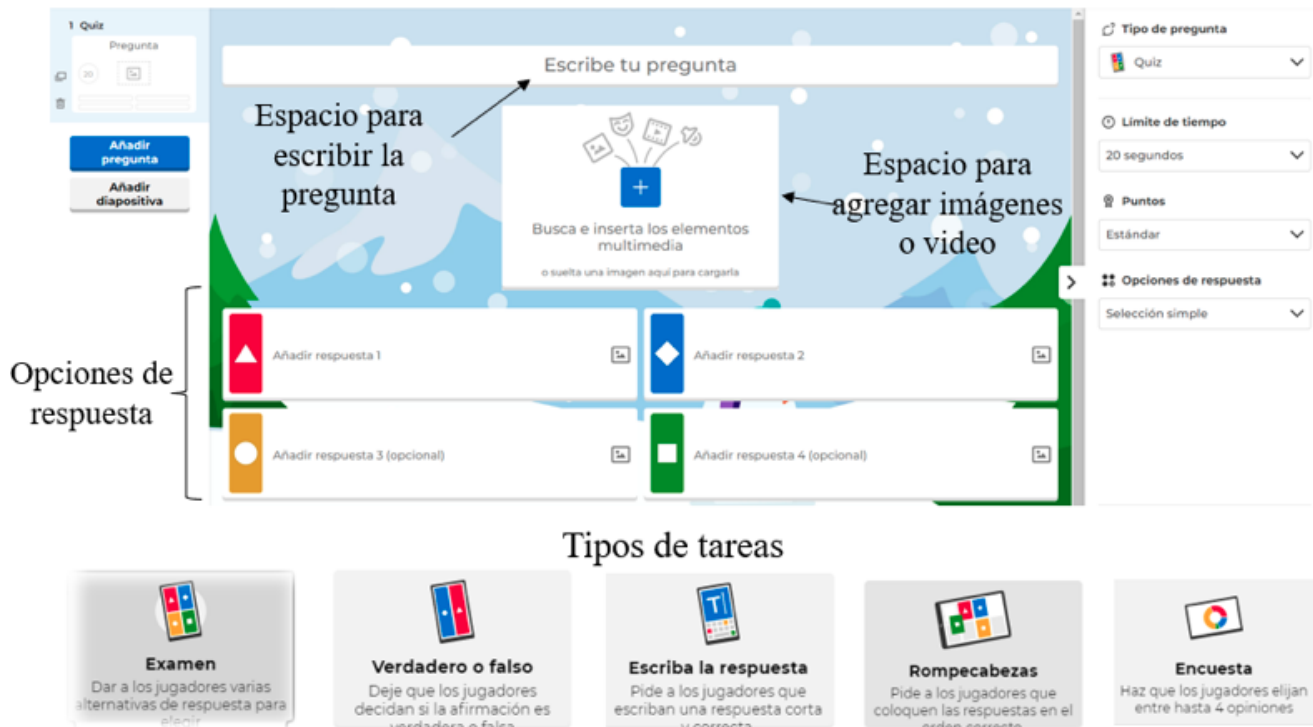 1 Quiz
Pregunta
20
Añadir
pregunta
Añadir
diapositiva
Escribe tu pregunta
Espacio para
escribir la
pregunta
Busca e inserta los elementos
multimedia
o suelta una imagen aquí para cargarla
Espacio para
agregar imágenes
o video
Opciones de
respuesta
Añadir respuesta 1
Añadir respuesta 2
Añadir respuesta 3 (opcional)
Añadir respuesta 4 (opcional)
Tipo de pregunta
Quiz
Límite de tiempo
20 segundos
Puntos
Estándar
Opciones de respuesta
Selección simple
Tipos de tareas
Examen
Dar a los jugadores varias
alternativas de respuesta para
elegir
Verdadero o falso
Deje que los jugadores
decidan si la afirmación es
verdadera o falsa
Escriba la respuesta
Pide a los jugadores que
escriban una respuesta corta
y correcta
Rompecabezas
Pide a los jugadores que
coloquen las respuestas en el
orden correcto
Encuesta
Haz que los jugadores elijan
entre hasta 4 opiniones